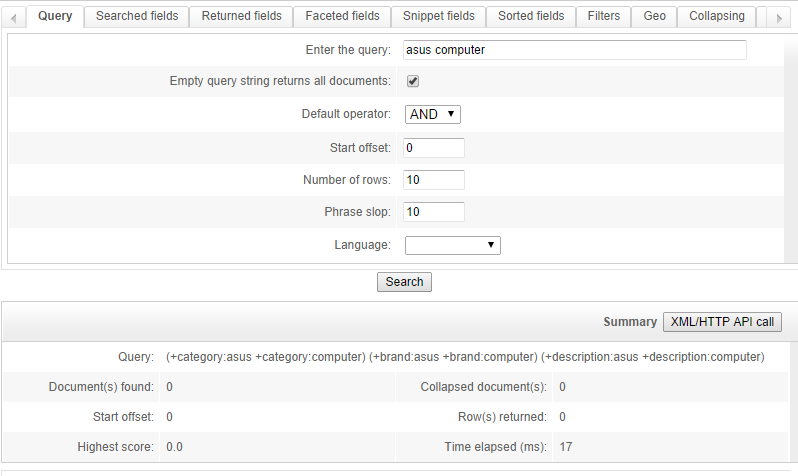 Query Searched fields Returned fields Faceted fields Snippet fields Sorted fields Filters Geo Collapsing
Enter the query: asus computer
Empty query string returns all documents:
Default operator: AND
Start offset: 0
Number of rows: 10
Phrase slop: 10
Language:
Search
Summary XML/HTTP API call
Query: (+category:asus +category:computer) (+brand:asus +brand:computer) (+description:asus +description:computer)
Document(s) found: 0 Collapsed document(s): 0
Start offset: 0 Row(s) returned: 0
Highest score: 0.0 Time elapsed (ms): 17